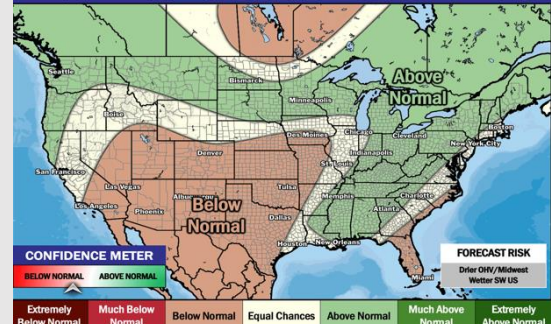 Seattle
Bismarck
Above
Normal
Minneapolis
Boise
Boston
Des Moines
Chicago
Cleveland
New York City
Denver
Indianapolis
St. Louis
San Francisco
Las Vegas
Tulsa
Charlotte
Memphis
Albuquerque
Below
Normal
Los Angeles
Phoenix
Dallas
Atlanta
Houston
New Orleans
Miami
CONFIDENCE METER
BELOW NORMAL ABOVE NORMAL
FORECAST RISK
Drier OHV/Midwest
Wetter SW US
Extremely
Below Normal
Much Below
Normal
Below Normal
Equal Chances
Above Normal
Much Above
Normal
Extremely
Above Normal